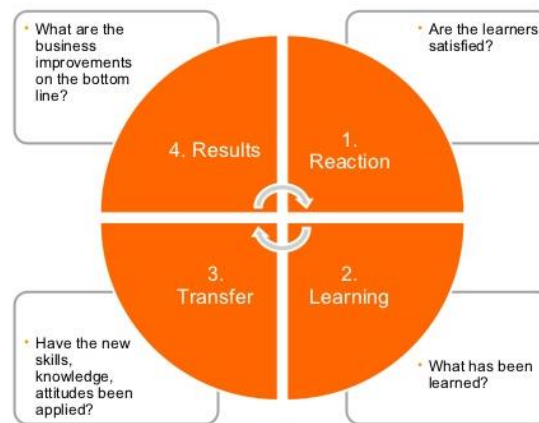 • What are the
business
improvements
on the bottom
line?
• Are the learners
satisfied?
4. Results
1.
Reaction
3.
Transfer
2.
Learning
• Have the new
skills,
knowledge,
attitudes been
applied?
• What has been
learned?